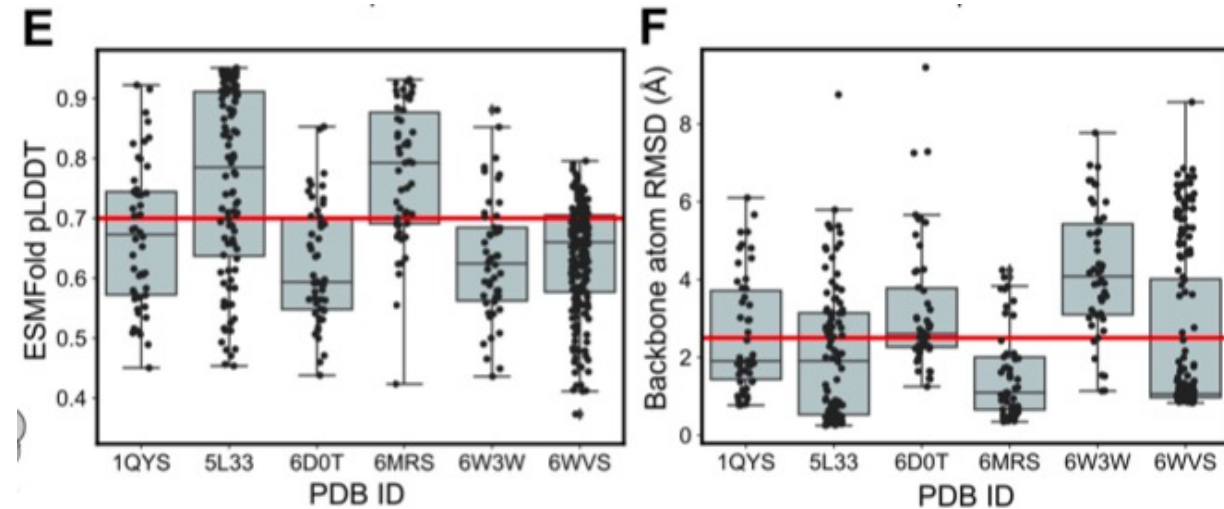 E
ESMFold pLDDT
0.9
0.8
0.7
0.6
0.5
0.4
1QYS 5L33 6D0T 6MRS 6W3W 6WVS
PDB ID
F
Backbone atom RMSD (Å)
8
6
4
2
0
1QYS 5L33 6D0T 6MRS 6W3W 6WVS
PDB ID